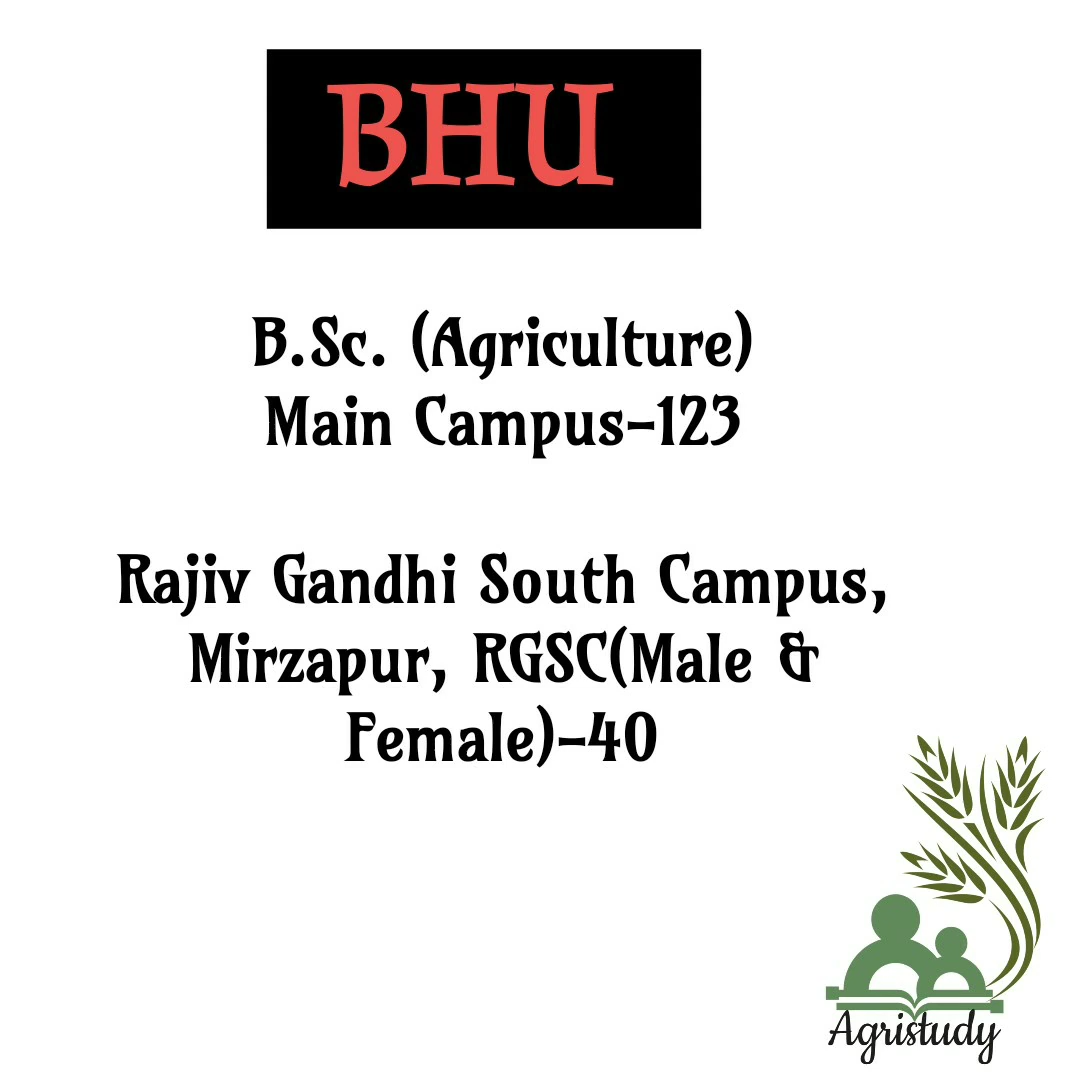 BHU
B.Sc. (Agriculture)
Main Campus-123
Rajiv Gandhi South Campus,
Mirzapur, RGSC(Male &
Female)-40
Agristudy